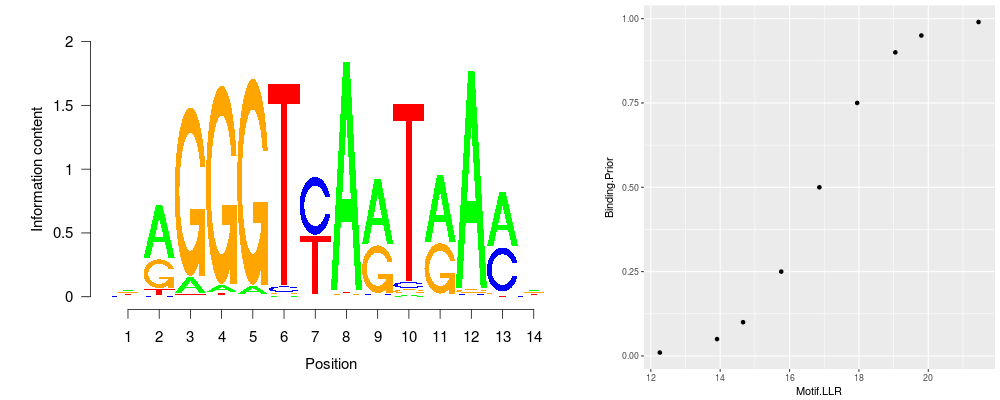 2
1.5
1
0.5
0
Information content
A G G G T C A A T A A A
G T G G C
1 2 3 4 5 6 7 8 9 10 11 12 13 14
Position
1.00
0.75
0.50
0.25
0.00
Binding.Prior
12 14 16 18 20
Motif.LLR